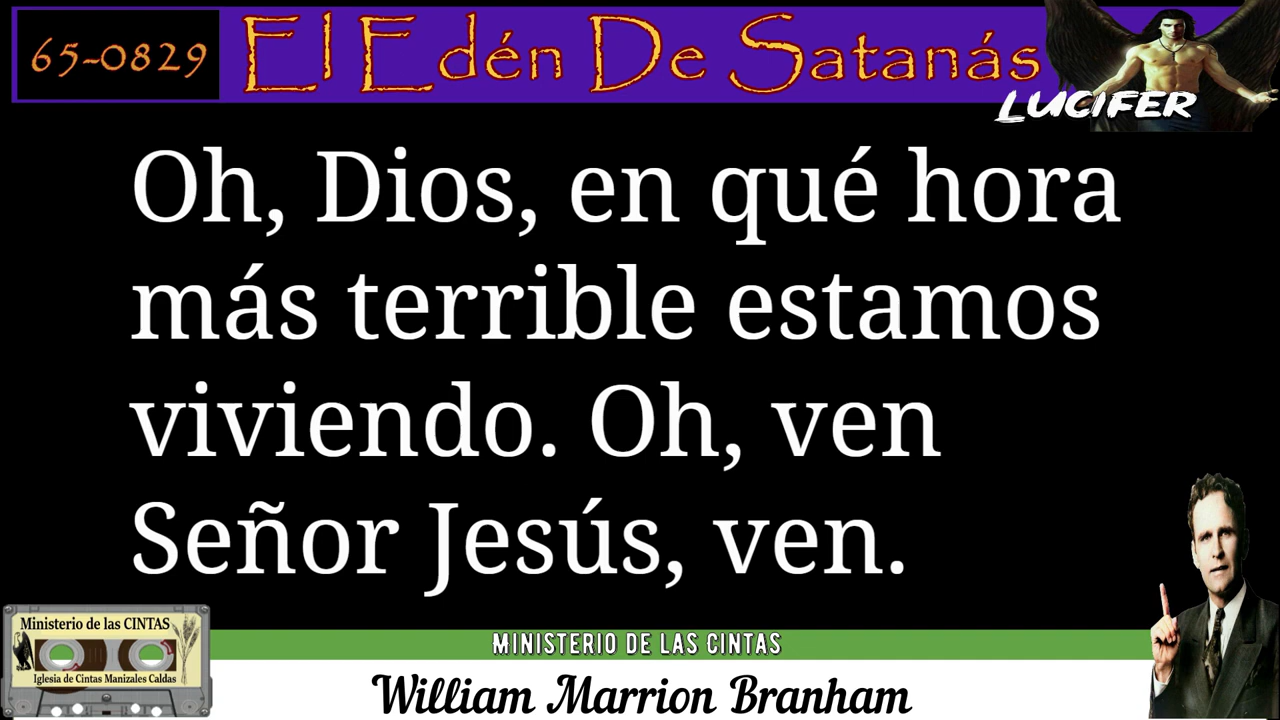 65-0829
El Edén De Satanás
LUCIFER
Oh, Dios, en qué hora
más terrible estamos
viviendo. Oh, ven
Señor Jesús, ven.
Ministerio de las CINTAS
Iglesia de Cintas Manizales Caldas
MINISTERIO DE LAS CINTAS
William Marrion Branham